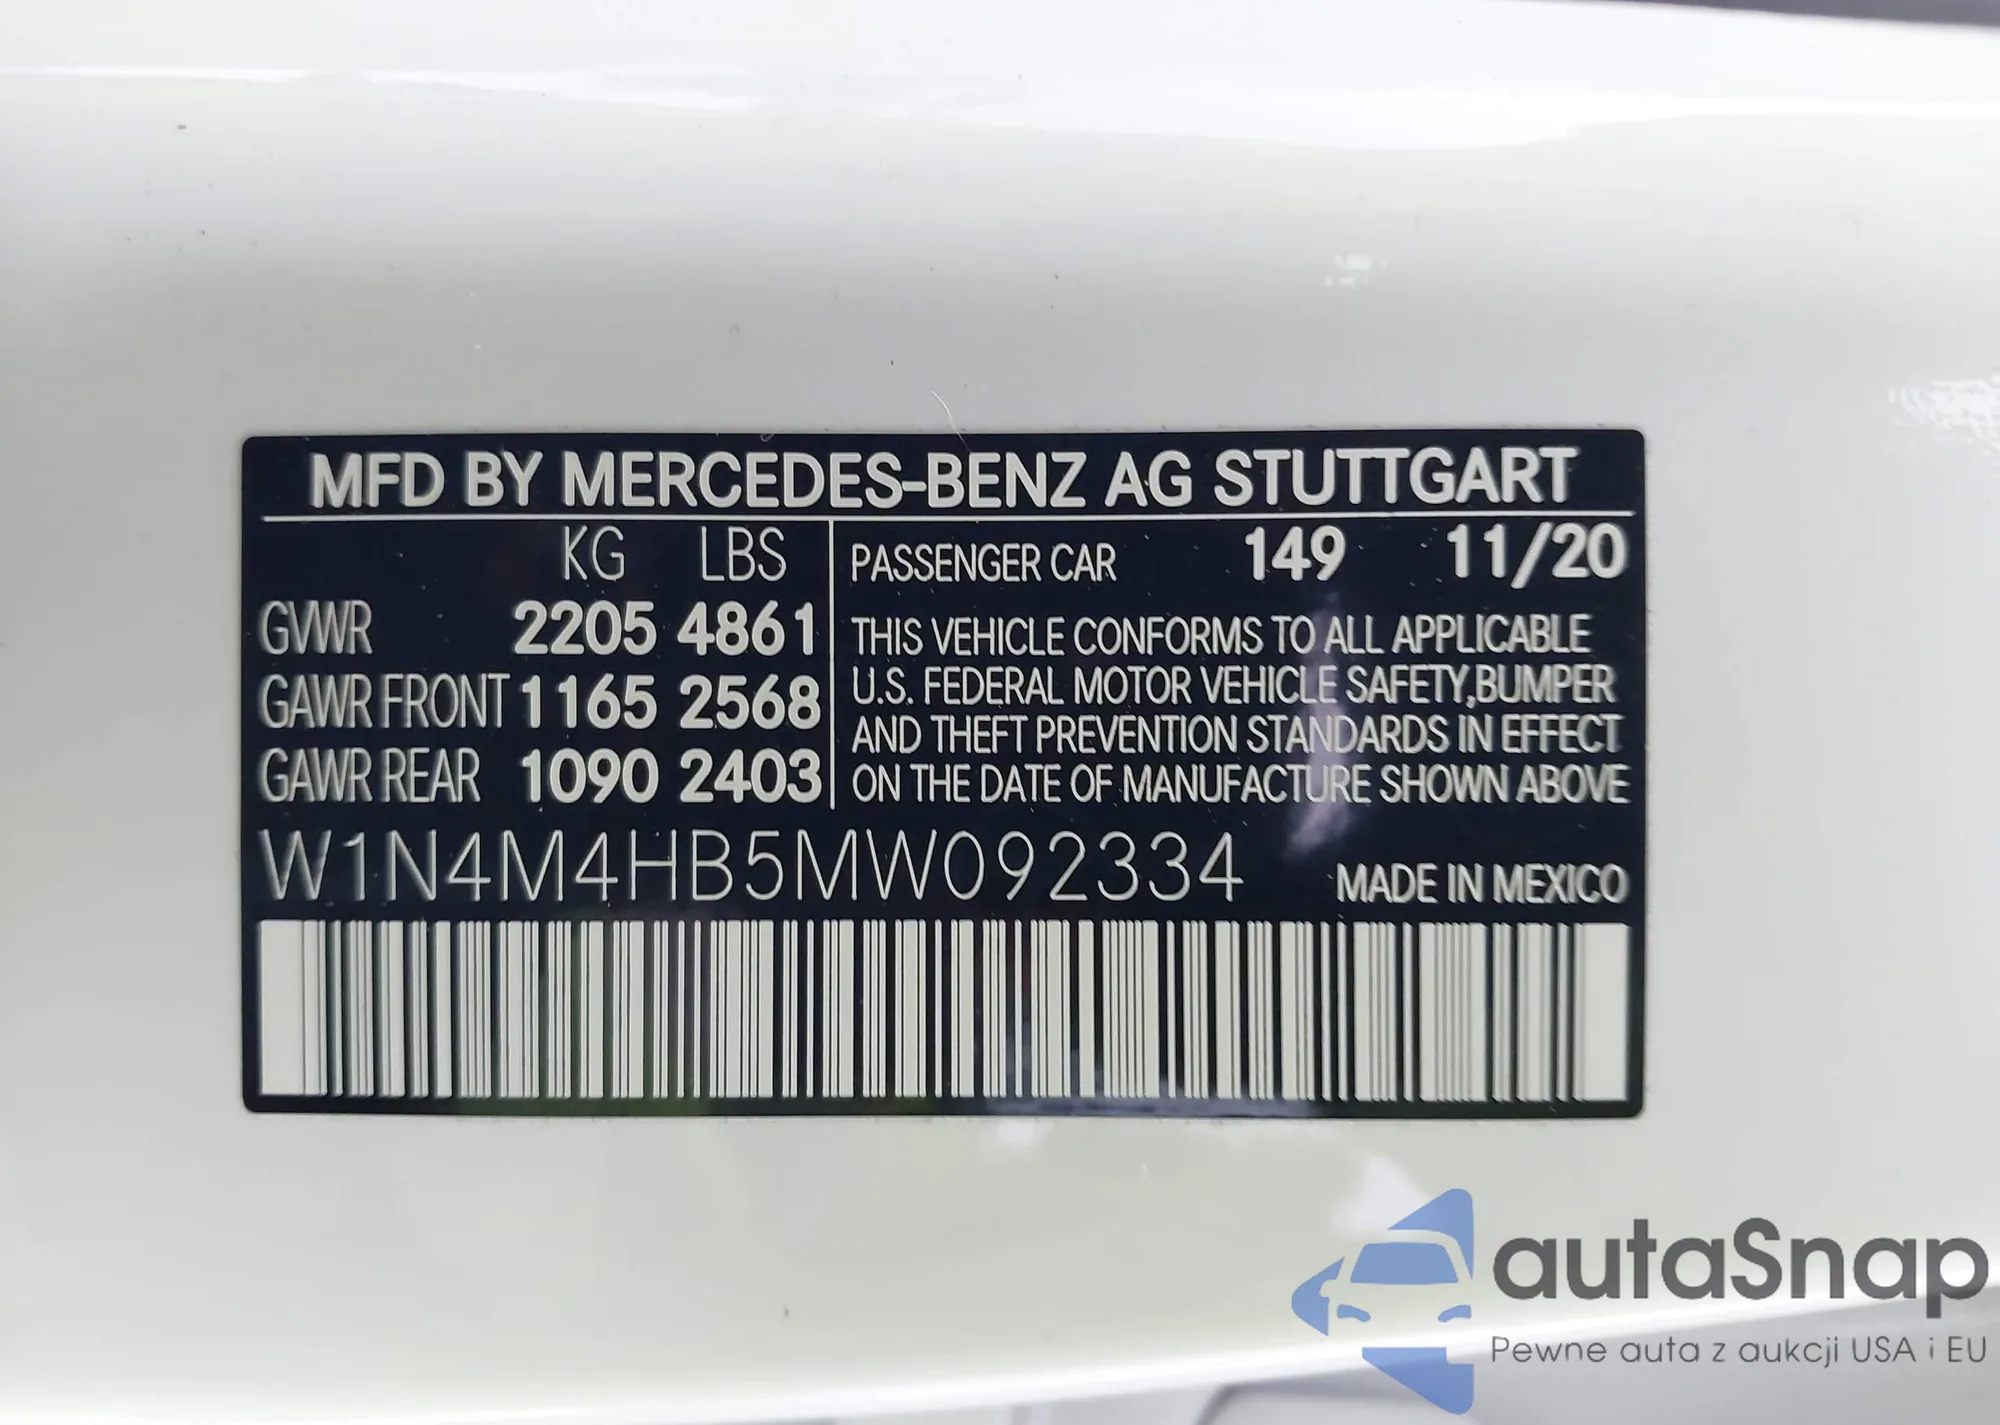 MFD BY MERCEDES-BENZ AG STUTTGART
KG LBS
GVWR 2205 4861
GAWR FRONT 1165 2568
GAWR REAR 1090 2403
PASSENGER CAR 149 11/20
THIS VEHICLE CONFORMS TO ALL APPLICABLE
U.S. FEDERAL MOTOR VEHICLE SAFETY,BUMPER
AND THEFT PREVENTION STANDARDS IN EFFECT
ON THE DATE OF MANUFACTURE SHOWN ABOVE
W1N4M4HB5MW092334
MADE IN MEXICO
autaSnap
Pewne auta z aukcji USA i EU